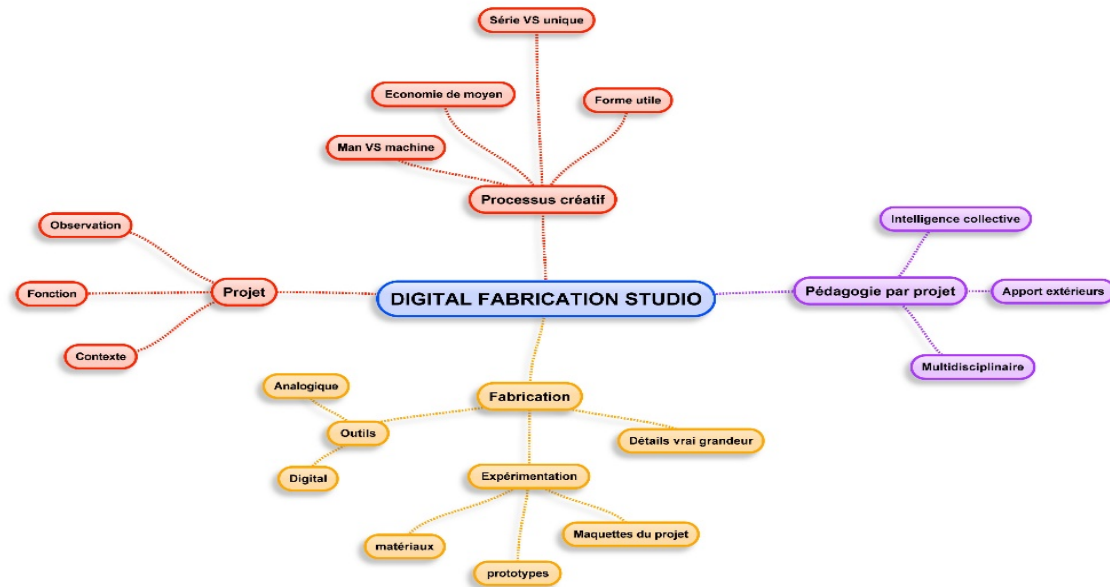 Série VS unique
Economie de moyen
Forme utile
Man VS machine
Processus créatif
Observation
Intelligence collective
Fonction
Projet
DIGITAL FABRICATION STUDIO
Pédagogie par projet
Apport extérieurs
Contexte
Multidisciplinaire
Analogique
Fabrication
Outils
Détails vrai grandeur
Digital
Expérimentation
matériaux
Maquettes du projet
prototypes